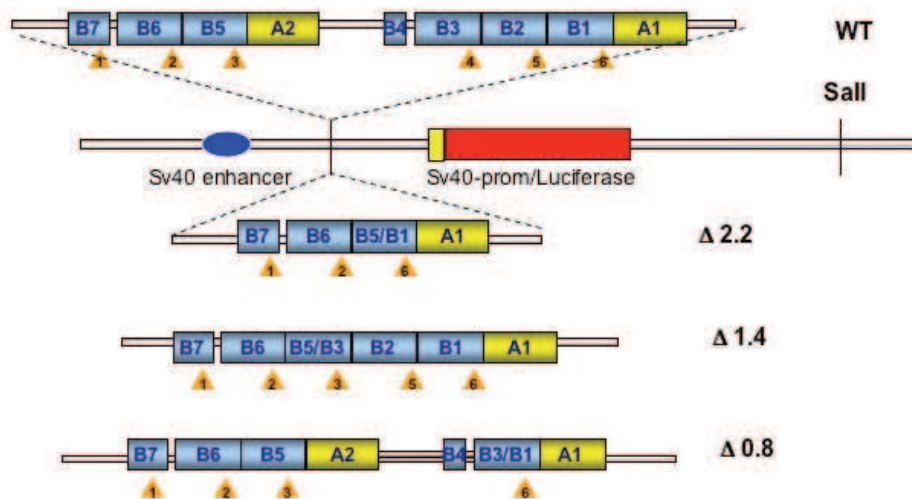 B7 B6 B5 A2 B4 B3 B2 B1 A1 WT
1 2 3 4 5 6
SalI
Sv40 enhancer Sv40-prom/Luciferase
B7 B6 B5/B1 A1 Δ 2.2
1 2 6
B7 B6 B5/B3 B2 B1 A1 Δ 1.4
1 2 3 5 6
B7 B6 B5 A2 B4 B3/B1 A1 Δ 0.8
1 2 3 6